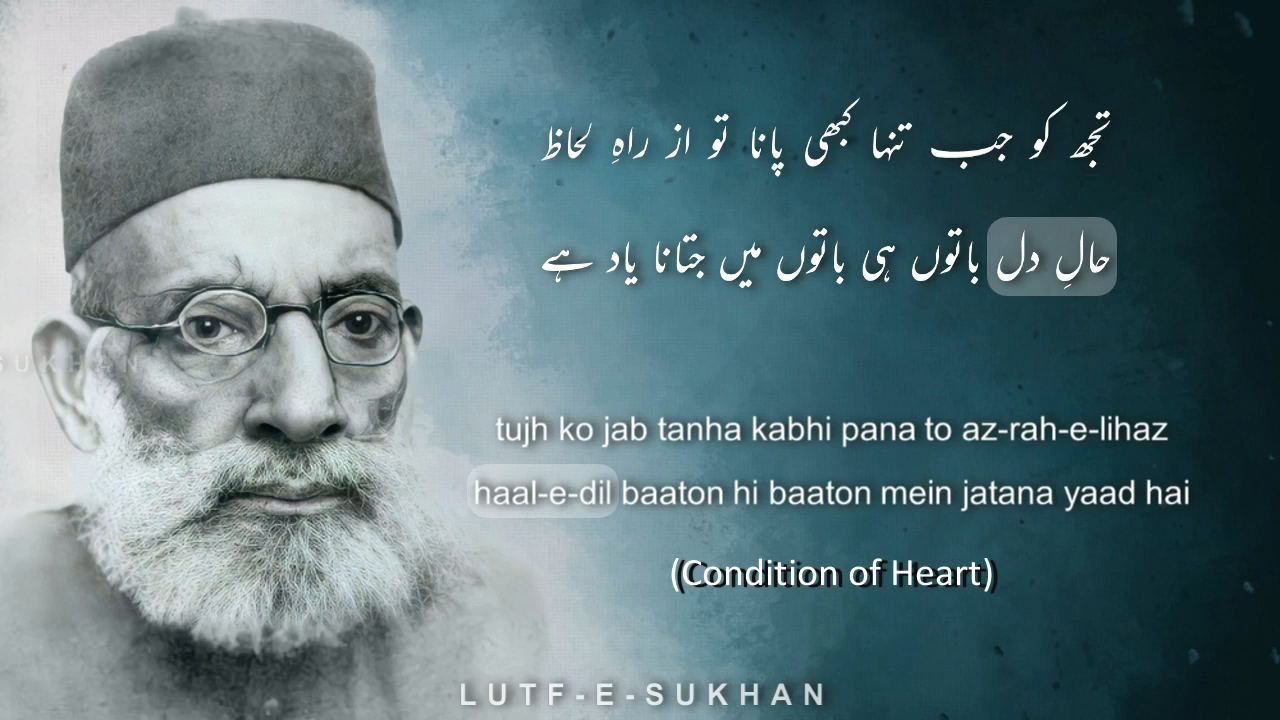 تجھ کو جب تنہا کبھی پانا تو از راہِ لحاظ
حالِ دل باتوں ہی باتوں میں جتانا یاد ہے
SUKHAN
tujh ko jab tanha kabhi pana to az-rah-e-lihaz
haal-e-dil baaton hi baaton mein jatana yaad hai
(Condition of Heart)
LUTF-E-SUKHAN